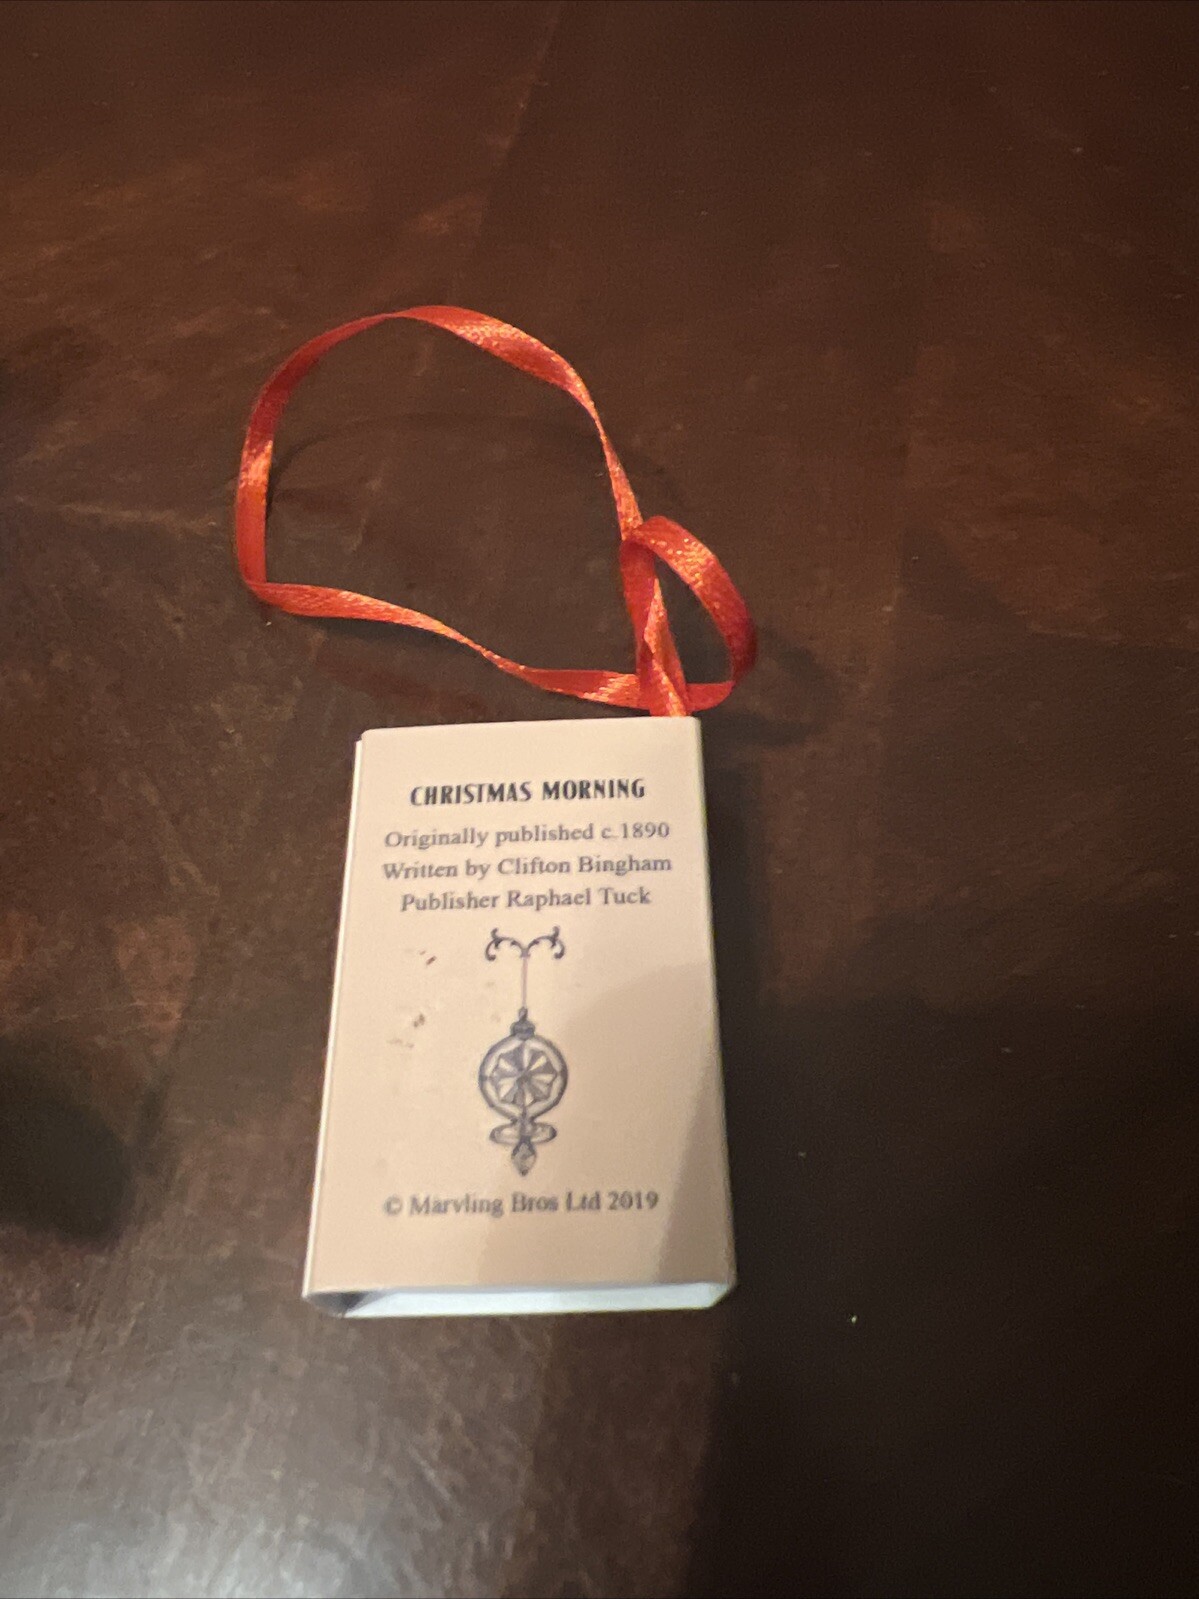 CHRISTMAS MORNING
Originally published c.1890
Written by Clifton Bingham
Publisher Raphael Tuck
© Marvling Bros Ltd 2019